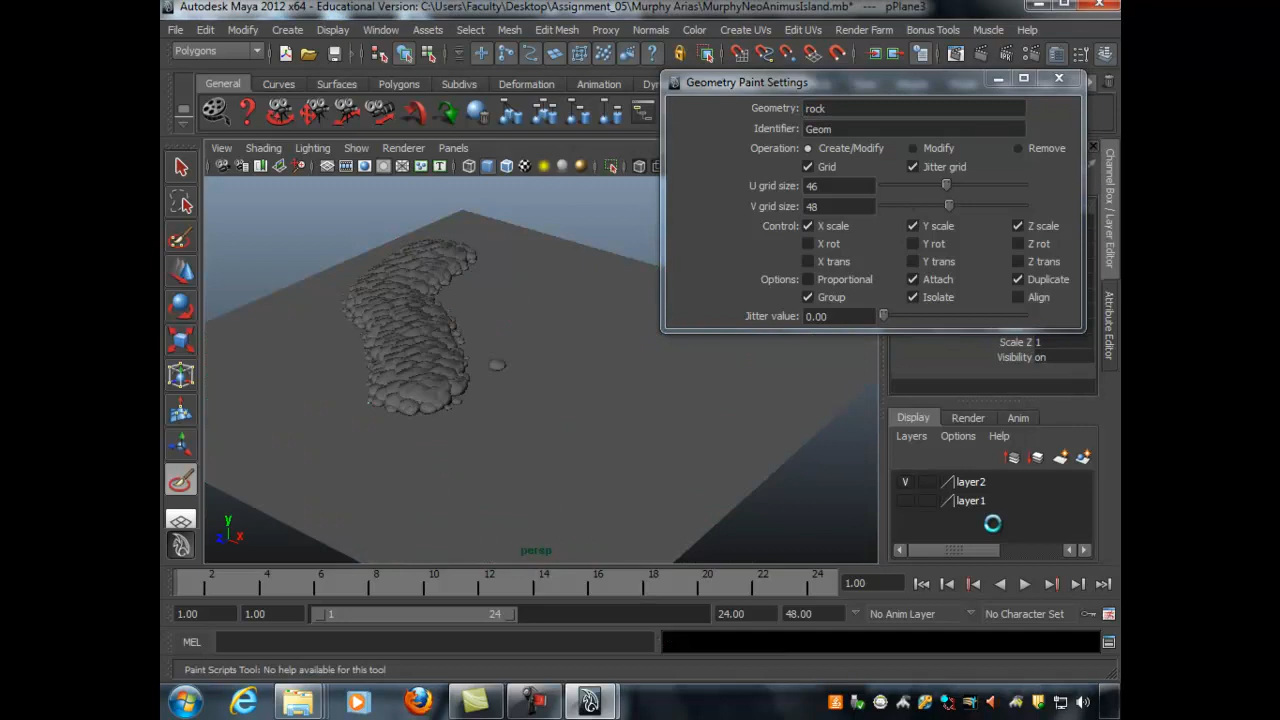 Autodesk Maya 2012 x64 - Educational Version: C:\Users\Faculty\Desktop\Assignment_05\Murphy Arias\MurphyNeoAnimusIsland.mb* --- pPlane3
File Edit Modify Create Display Window Assets Select Mesh Edit Mesh Proxy Normals Color Create UVs Edit UVs Render Farm Bonus Tools Muscle Help
Polygons
General Curves Surfaces Polygons Subdivs Deformation Animation
Geometry Paint Settings
View Shading Lighting Show Renderer Panels
Geometry: rock
Identifier: Geom
Operation: Create/Modify Modify Remove
Grid Jitter grid
U grid size: 46
V grid size: 48
Control: X scale Y scale Z scale
X rot Y rot Z rot
X trans Y trans Z trans
Options: Proportional Attach Duplicate
Group Isolate Align
Jitter value: 0.00
Channel Box / Layer Editor
Attribute Editor
Scale Z 1
Visibility on
Display Render Anim
Layers Options Help
V layer2
layer1
y
z x
persp
2 4 6 8 10 12 14 16 18 20 22 24 1.00
1.00 1.00 1 24 24.00 48.00 No Anim Layer No Character Set
MEL
Paint Scripts Tool: No help available for this tool